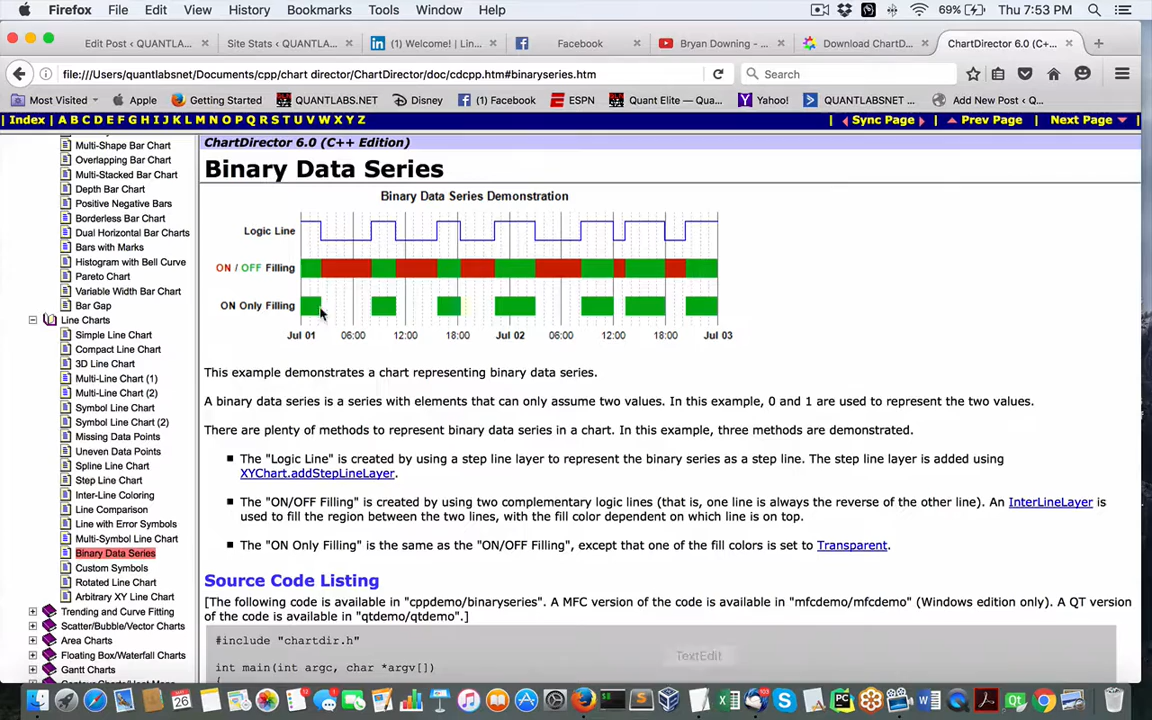 Firefox File Edit View History Bookmarks Tools Window Help 69% Thu 7:53 PM
Edit Post ‹ QUANTLA... Site Stats ‹ QUANTLA... (1) Welcome! | Lin... Facebook Bryan Downing - ... Download ChartD... ChartDirector 6.0 (C+...
file:///Users/quantlabsnet/Documents/cpp/chart director/ChartDirector/doc/cdcpp.htm#binaryseries.htm Search
Most Visited Apple Getting Started QUANTLABS.NET Disney (1) Facebook ESPN Quant Elite — Qua... Yahoo! QUANTLABSNET ... Add New Post ‹ Q...
| Index | A B C D E F G H I J K L M N O P Q R S T U V W X Y Z | Sync Page | Prev Page | Next Page |
Multi-Shape Bar Chart
Overlapping Bar Chart
Multi-Stacked Bar Chart
Depth Bar Chart
Positive Negative Bars
Borderless Bar Chart
Dual Horizontal Bar Charts
Bars with Marks
Histogram with Bell Curve
Pareto Chart
Variable Width Bar Chart
Bar Gap
Line Charts
Simple Line Chart
Compact Line Chart
3D Line Chart
Multi-Line Chart (1)
Multi-Line Chart (2)
Symbol Line Chart
Symbol Line Chart (2)
Missing Data Points
Uneven Data Points
Spline Line Chart
Step Line Chart
Inter-Line Coloring
Line Comparison
Line with Error Symbols
Multi-Symbol Line Chart
Binary Data Series
Custom Symbols
Rotated Line Chart
Arbitrary XY Line Chart
Trending and Curve Fitting
Scatter/Bubble/Vector Charts
Area Charts
Floating Box/Waterfall Charts
Gantt Charts
ChartDirector 6.0 (C++ Edition)
Binary Data Series
Binary Data Series Demonstration
Logic Line
ON / OFF Filling
ON Only Filling
Jul 01 06:00 12:00 18:00 Jul 02 06:00 12:00 18:00 Jul 03
This example demonstrates a chart representing binary data series.
A binary data series is a series with elements that can only assume two values. In this example, 0 and 1 are used to represent the two values.
There are plenty of methods to represent binary data series in a chart. In this example, three methods are demonstrated.
The "Logic Line" is created by using a step line layer to represent the binary series as a step line. The step line layer is added using
XYChart.addStepLineLayer.
The "ON/OFF Filling" is created by using two complementary logic lines (that is, one line is always the reverse of the other line). An InterLineLayer is
used to fill the region between the two lines, with the fill color dependent on which line is on top.
The "ON Only Filling" is the same as the "ON/OFF Filling", except that one of the fill colors is set to Transparent.
Source Code Listing
[The following code is available in "cppdemo/binaryseries". A MFC version of the code is available in "mfcdemo/mfcdemo" (Windows edition only). A QT version
of the code is available in "qtdemo/qtdemo".]
#include "chartdir.h"
int main(int argc, char *argv[])
{
TextEdit